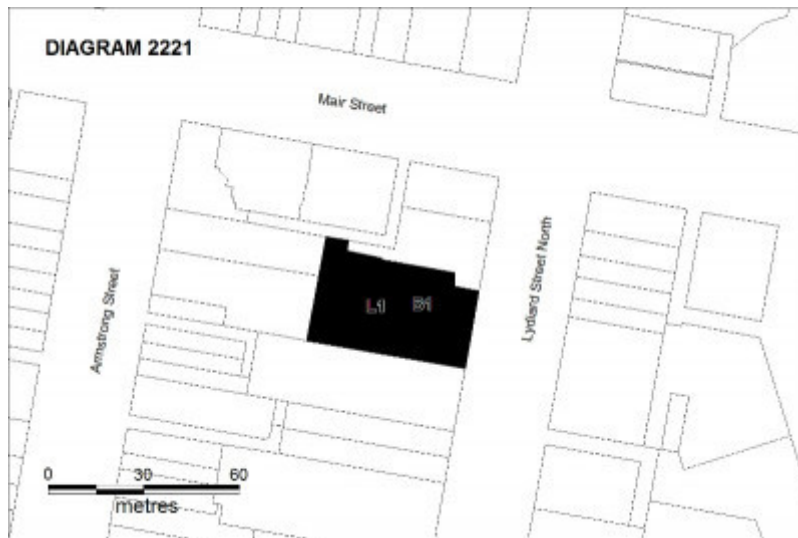 DIAGRAM 2221
Mair Street
Lydiard Street North
Armstrong Street
L1 B1
0 30 60
metres